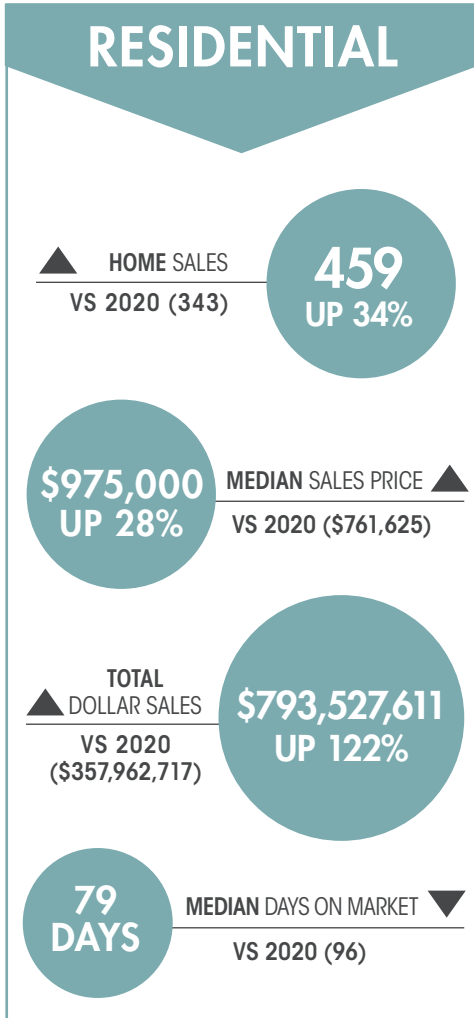 RESIDENTIAL
HOME SALES
VS 2020 (343)
459
UP 34%
$975,000
UP 28%
MEDIAN SALES PRICE
VS 2020 ($761,625)
TOTAL
DOLLAR SALES
VS 2020
($357,962,717)
$793,527,611
UP 122%
79
DAYS
MEDIAN DAYS ON MARKET
VS 2020 (96)